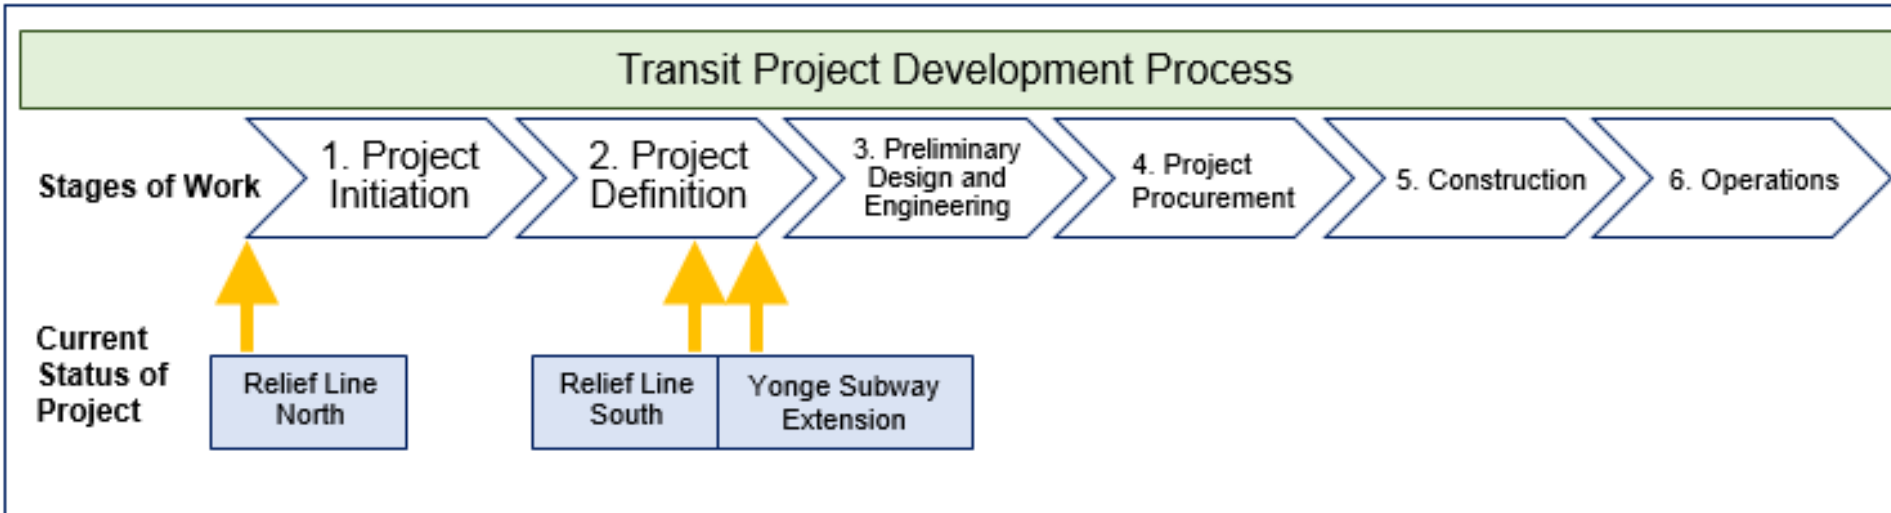 Transit Project Development Process
Stages of Work
1. Project
Initiation
2. Project
Definition
3. Preliminary
Design and
Engineering
4. Project
Procurement
5. Construction
6. Operations
Current
Status of
Project
Relief Line
North
Relief Line
South
Yonge Subway
Extension